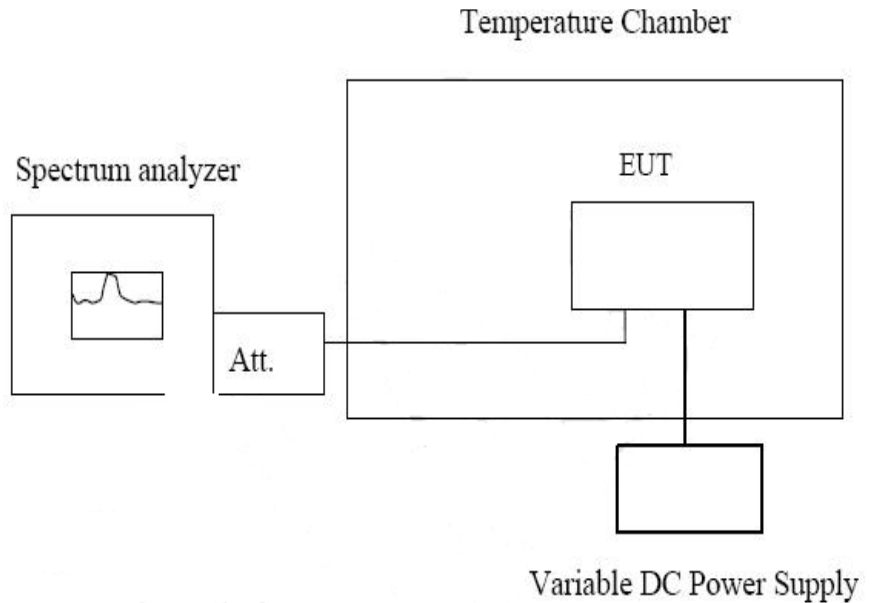 Temperature Chamber
Spectrum analyzer
EUT
Att.
Variable DC Power Supply